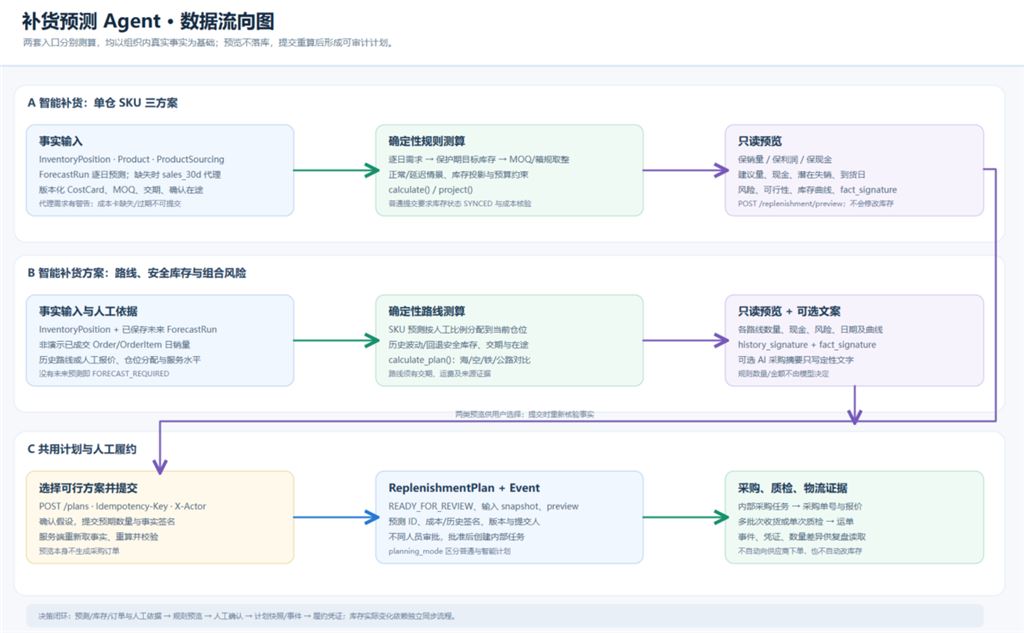 补货预测 Agent • 数据流向图
两套入口分别测算，均以组织内真实事实为基础；预览不落库，提交重算后形成可审计计划。
A 智能补货：单仓 SKU 三方案
事实输入
InventoryPosition · Product · ProductSourcing
ForecastRun 逐日预测；缺失时 sales_30d 代理
版本化 CostCard、MOQ、交期、确认在途
代理需求有警告；成本卡缺失/过期不可提交
确定性规则测算
逐日需求 → 保护期目标库存 → MOQ/箱规取整
正常/延迟情景、库存投影与预算约束
calculate() / project()
普通提交要求库存状态 SYNCED 与成本核验
只读预览
保销量 / 保利润 / 保现金
建议量、现金、潜在失销、到货日
风险、可行性、库存曲线、fact_signature
POST /replenishment/preview；不会修改库存
B 智能补货方案：路线、安全库存与组合风险
事实输入与人工依据
InventoryPosition + 已保存未来 ForecastRun
非演示已成交 Order/OrderItem 日销量
历史路线或人工报价、仓位分配与服务水平
没有未来预测即 FORECAST_REQUIRED
确定性路线测算
SKU 预测按人工比例分配到当前仓位
历史波动/回退安全库存、交期与在途
calculate_plan()：海/空/铁/公路对比
路线须有交期、运费及来源证据
只读预览 + 可选文案
各路线数量、现金、风险、日期及曲线
history_signature + fact_signature
可选 AI 采购摘要只写定性文字
规则数量/金额不由模型决定
两类预览供用户选择；提交时重新核验事实
C 共用计划与人工履约
选择可行方案并提交
POST /plans · Idempotency-Key · X-Actor
确认假设，提交预期数量与事实签名
服务端重新取事实、重算并校验
预览本身不生成采购订单
ReplenishmentPlan + Event
READY_FOR_REVIEW、输入 snapshot、preview
预测 ID、成本/历史签名、版本与提交人
不同人员审批，批准后创建内部任务
planning_mode 区分普通与智能计划
采购、质检、物流证据
内部采购任务 → 采购单号与报价
多批次收货或单次质检 → 运单
事件、凭证、数量差异供复盘读取
不自动向供应商下单，也不自动改库存
决策闭环：预测/库存/订单与人工依据 → 规则预览 → 人工确认 → 计划快照/事件 → 履约凭证；库存实际变化依赖独立同步流程。